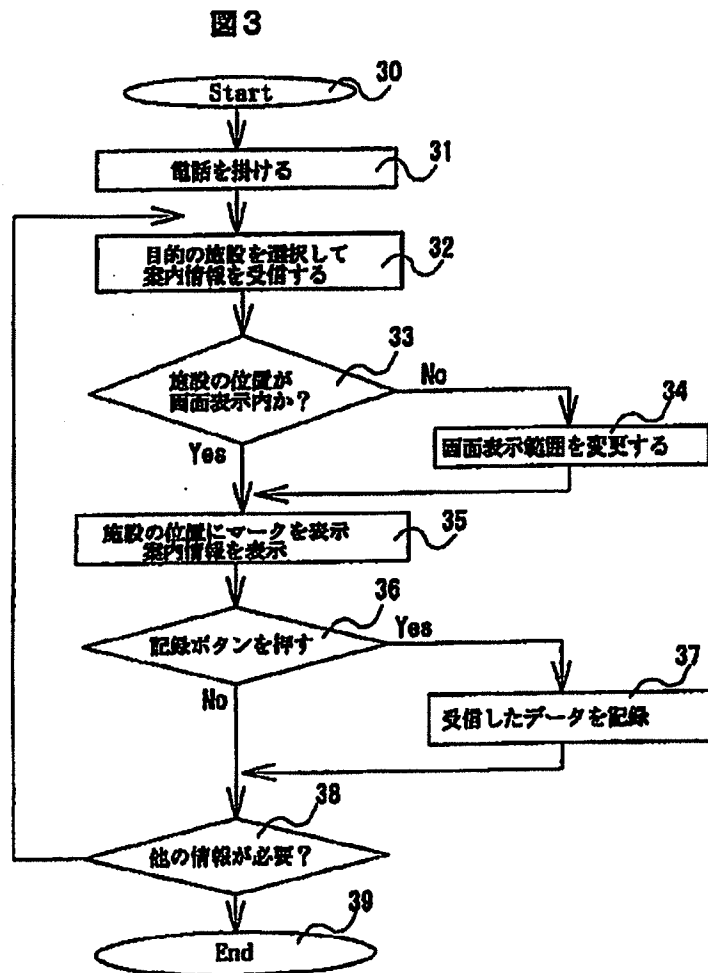 図3
Start
30
電話を掛ける
31
目的の施設を選択して
案内情報を受信する
32
施設の位置が
画面表示内か?
33
No
Yes
画面表示範囲を変更する
34
施設の位置にマークを表示
案内情報を表示
35
記録ボタンを押す
36
Yes
No
受信したデータを記録
37
他の情報が必要?
38
End
39